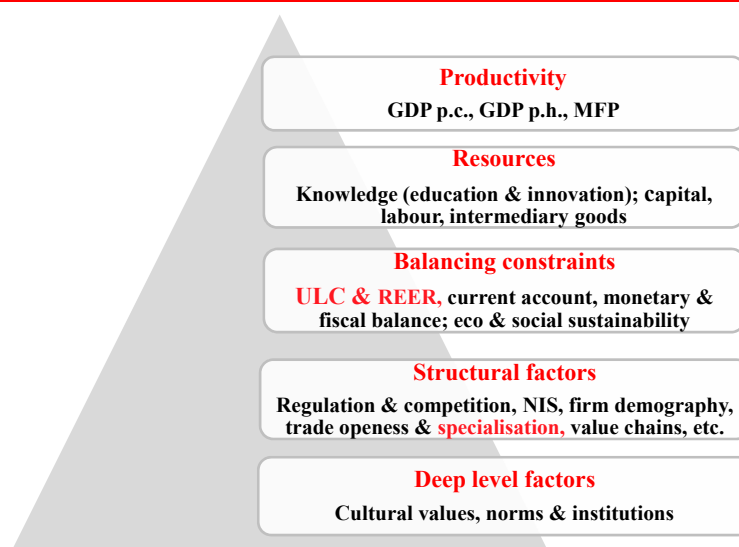 Productivity
GDP p.c., GDP p.h., MFP
Resources
Knowledge (education & innovation); capital,
labour, intermediary goods
Balancing constraints
ULC & REER, current account, monetary &
fiscal balance; eco & social sustainability
Structural factors
Regulation & competition, NIS, firm demography,
trade openess & specialisation, value chains, etc.
Deep level factors
Cultural values, norms & institutions